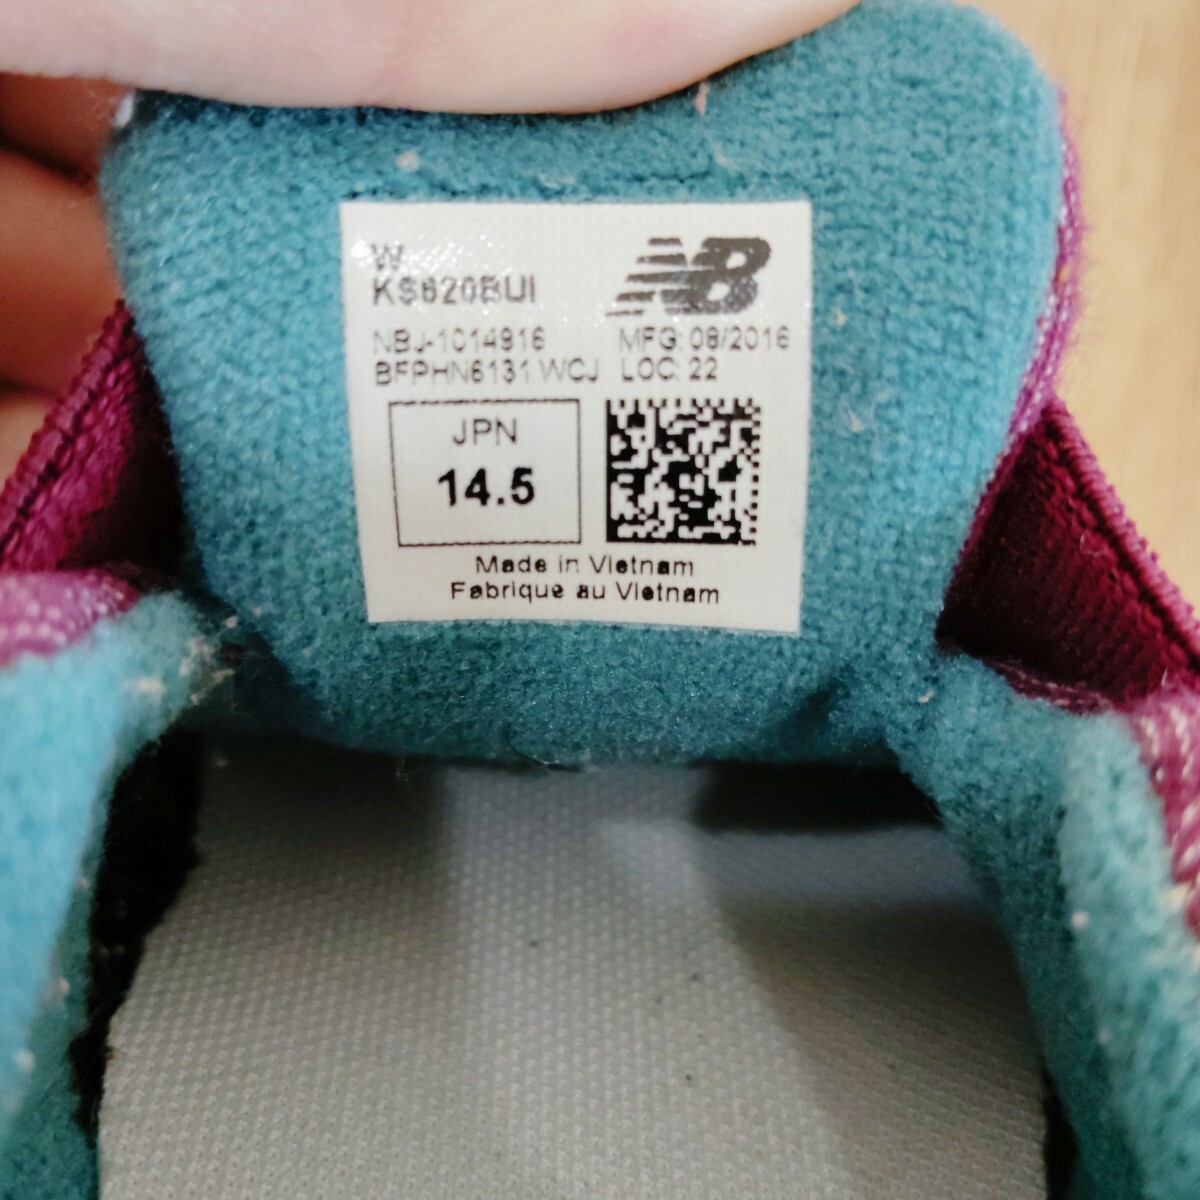 W
KS620BUI
NB
NBJ-1014916 MFG: 08/2016
BFPHN6131 WCJ LOC: 22
JPN
14.5
Made in Vietnam
Fabrique au Vietnam